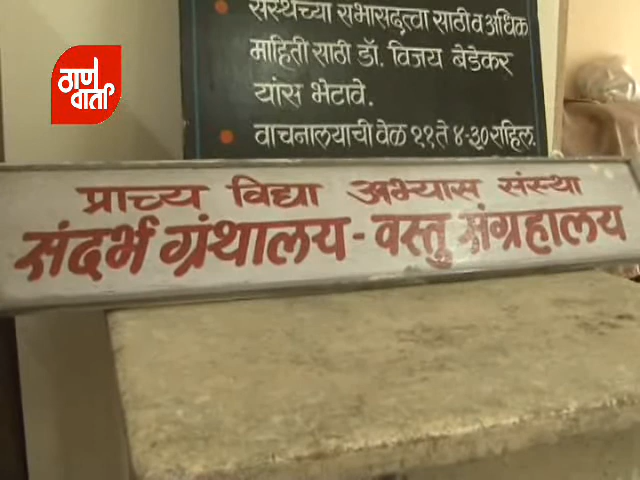 संस्थेच्या सभासदत्वा साठी व अधिक
माहिती साठी डॉ. विजय बेडेकर
यांस भेटावे.
वाचनालयाची वेळ ११ ते ४-३० राहिल.
ठाणे
वार्ता
प्राच्य विद्या अभ्यास संस्था
संदर्भ ग्रंथालय - वस्तु संग्रहालय